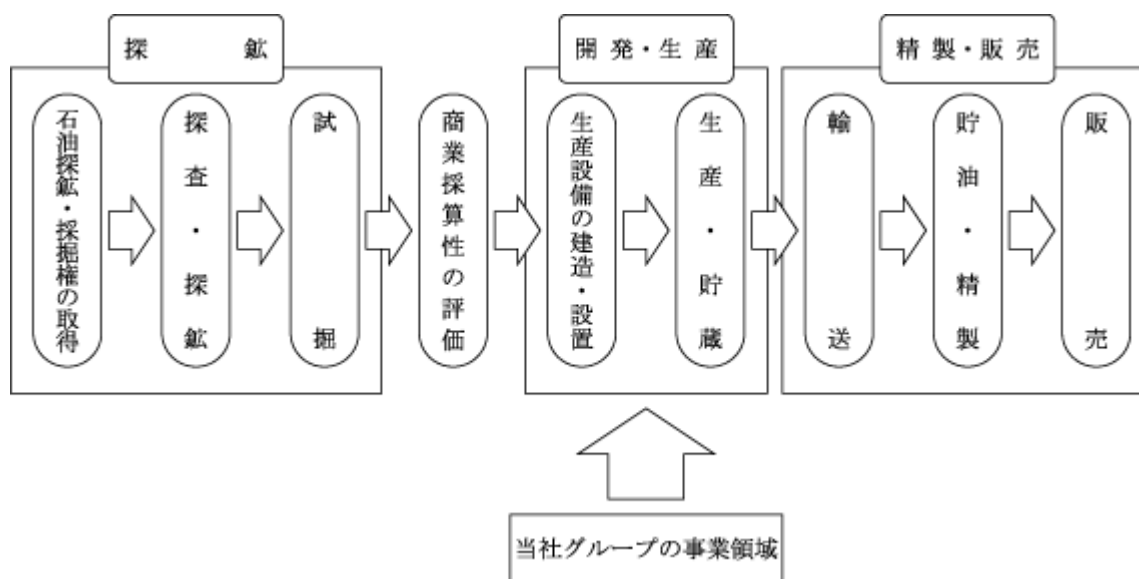 探鉱
開発・生産
精製・販売
石油探鉱・採掘権の取得
探査・探鉱
試掘
商業採算性の評価
生産設備の建造・設置
生産・貯蔵
輸送
貯油・精製
販売
当社グループの事業領域